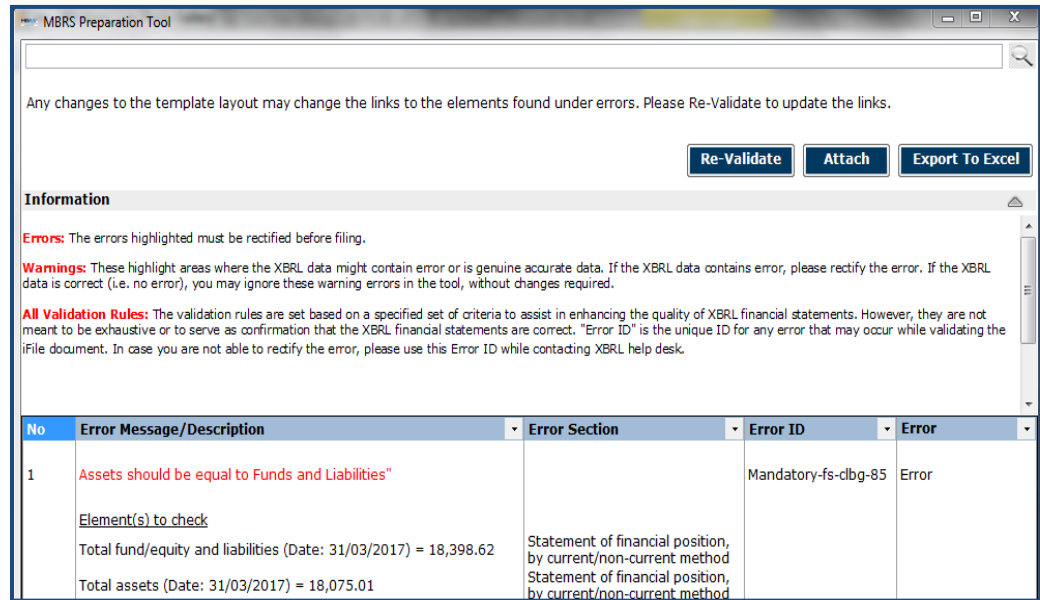 MBRS Preparation Tool
Any changes to the template layout may change the links to the elements found under errors. Please Re-Validate to update the links.
Re-Validate Attach Export To Excel
Information
Errors: The errors highlighted must be rectified before filing.
Warnings: These highlight areas where the XBRL data might contain error or is genuine accurate data. If the XBRL data contains error, please rectify the error. If the XBRL
data is correct (i.e. no error), you may ignore these warning errors in the tool, without changes required.
All Validation Rules: The validation rules are set based on a specified set of criteria to assist in enhancing the quality of XBRL financial statements. However, they are not
meant to be exhaustive or to serve as confirmation that the XBRL financial statements are correct. "Error ID" is the unique ID for any error that may occur while validating the
iFile document. In case you are not able to rectify the error, please use this Error ID while contacting XBRL help desk.
No Error Message/Description Error Section Error ID Error
1 Assets should be equal to Funds and Liabilities" Mandatory-fs-clbg-85 Error
Element(s) to check
Total fund/equity and liabilities (Date: 31/03/2017) = 18,398.62 Statement of financial position,
by current/non-current method
Total assets (Date: 31/03/2017) = 18,075.01 Statement of financial position,
by current/non-current method